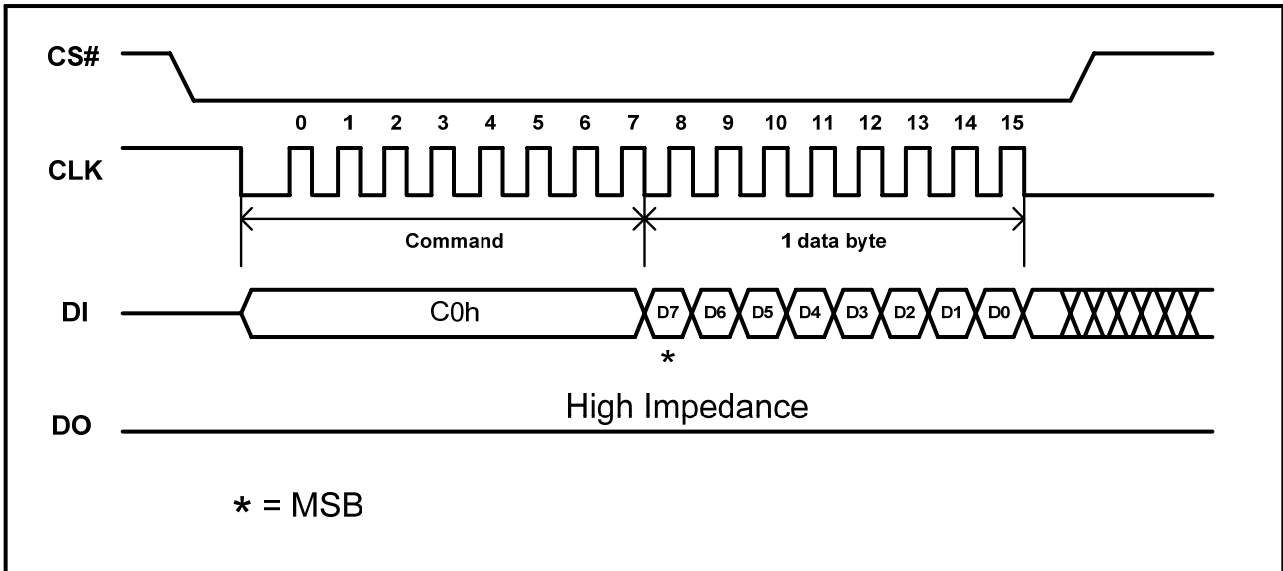 CS#
0 1 2 3 4 5 6 7 8 9 10 11 12 13 14 15
CLK
Command 1 data byte
DI C0h D7 D6 D5 D4 D3 D2 D1 D0
*
High Impedance
DO
* = MSB